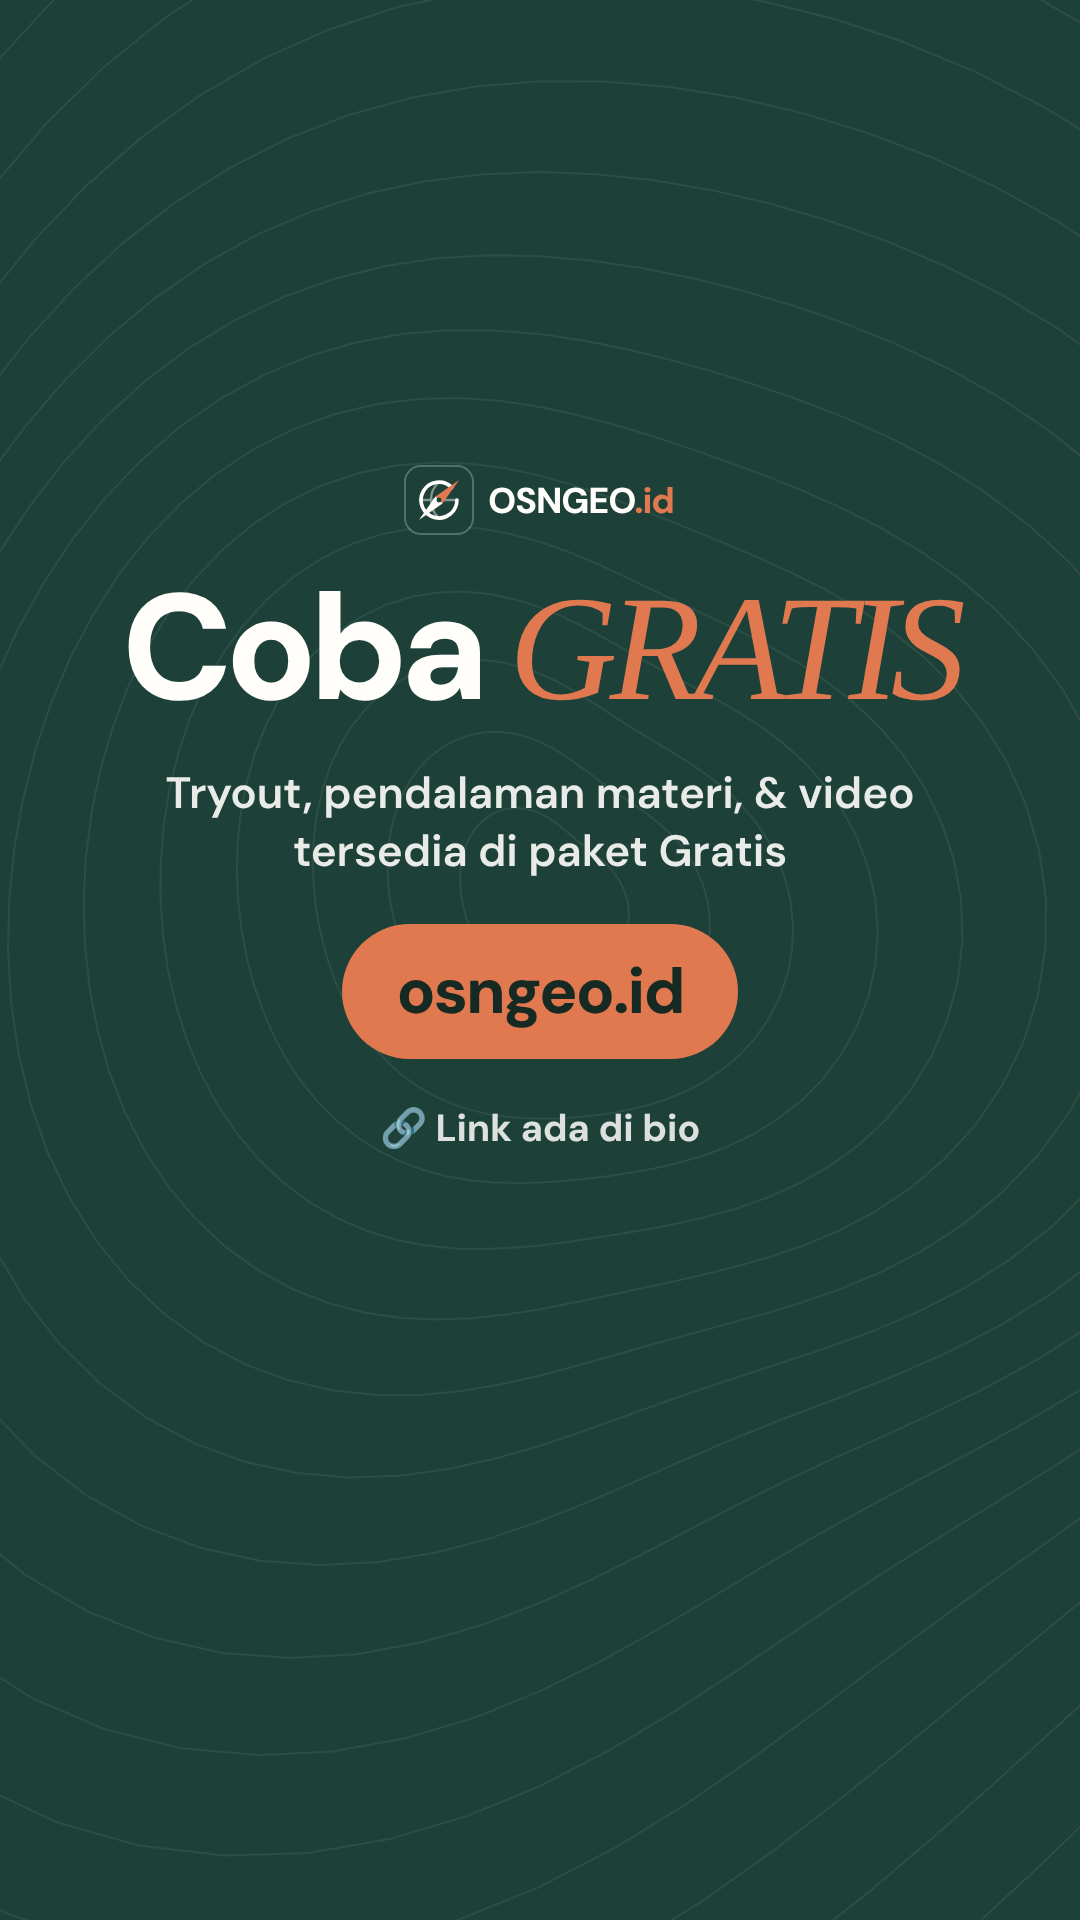 OSNGEO.id
Coba GRATIS
Tryout, pendalaman materi, & video
tersedia di paket Gratis
osngeo.id
🔗 Link ada di bio